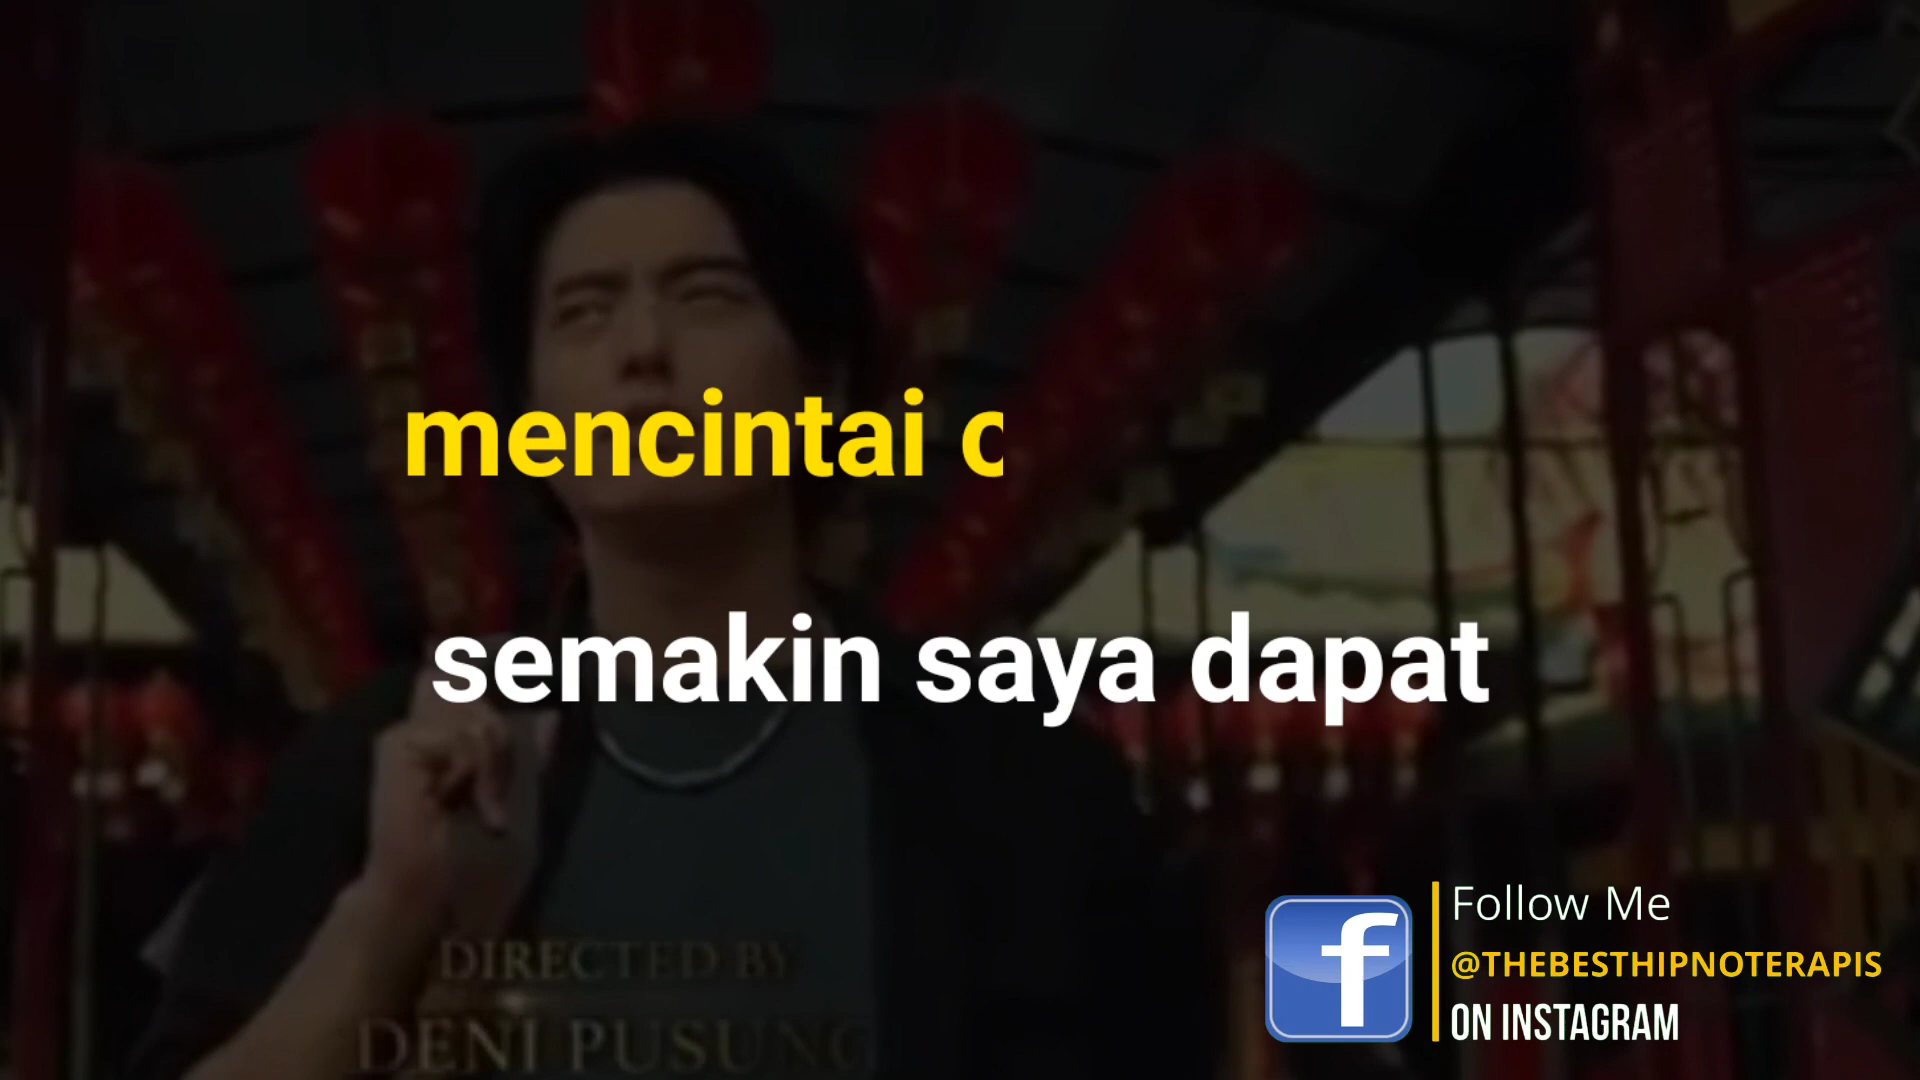 mencintai
semakin saya dapat
DIRECTED BY
DENI PUSUNG
f
Follow Me
@THEBESTHIPNOTERAPIS
ON INSTAGRAM